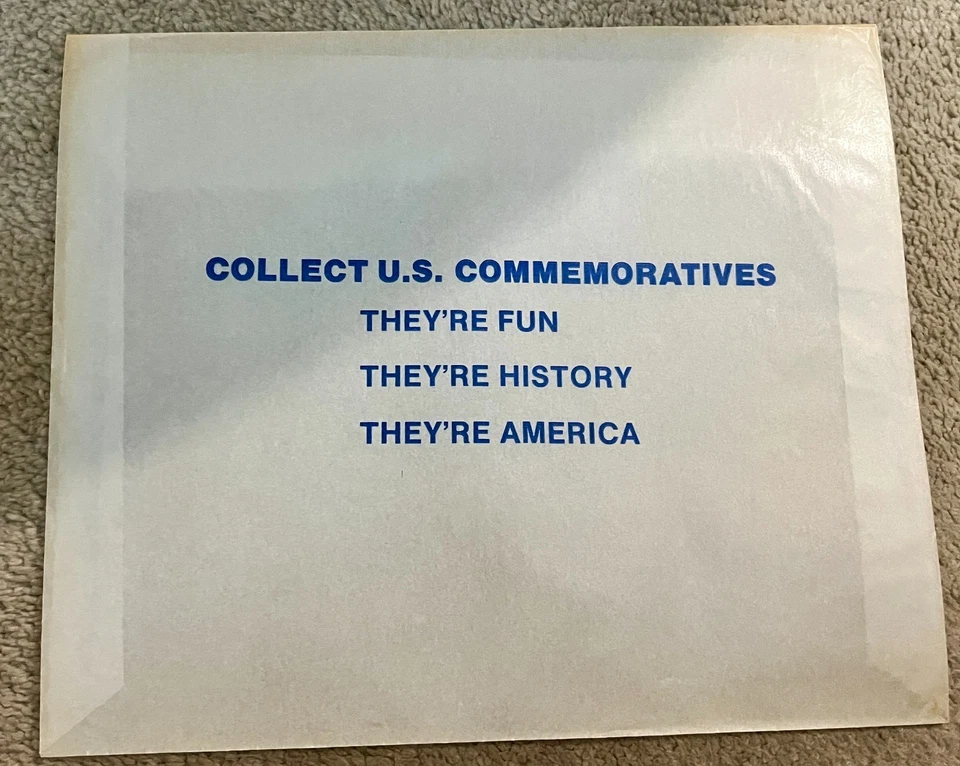 COLLECT U.S. COMMEMORATIVES
THEY'RE FUN
THEY'RE HISTORY
THEY'RE AMERICA